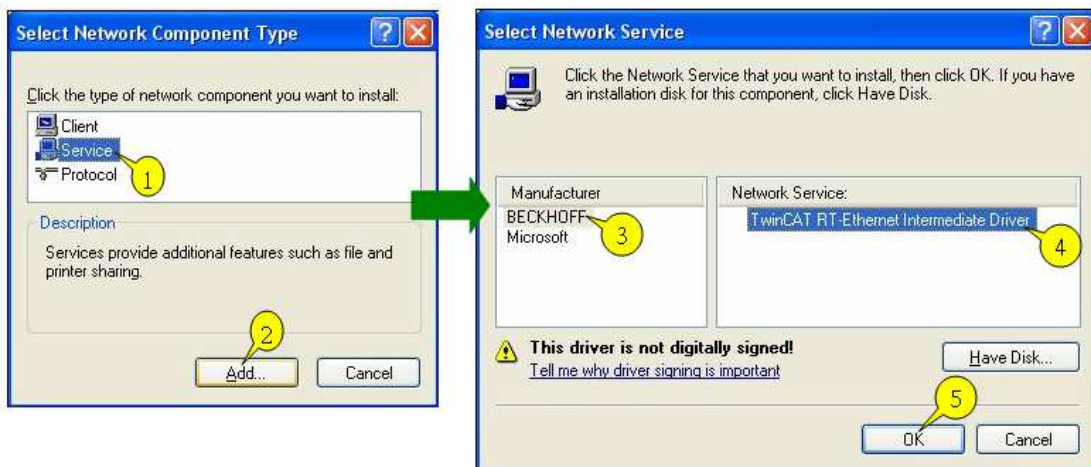 Select Network Component Type
Click the type of network component you want to install:
Client
Service
Protocol
1
Description
Services provide additional features such as file and
printer sharing.
2
Add...
Cancel
Select Network Service
Click the Network Service that you want to install, then click OK. If you have
an installation disk for this component, click Have Disk.
Manufacturer
BECKHOFF
Microsoft
3
Network Service:
TwinCAT RT-Ethernet Intermediate Driver
4
This driver is not digitally signed!
Tell me why driver signing is important
Have Disk...
5
OK
Cancel